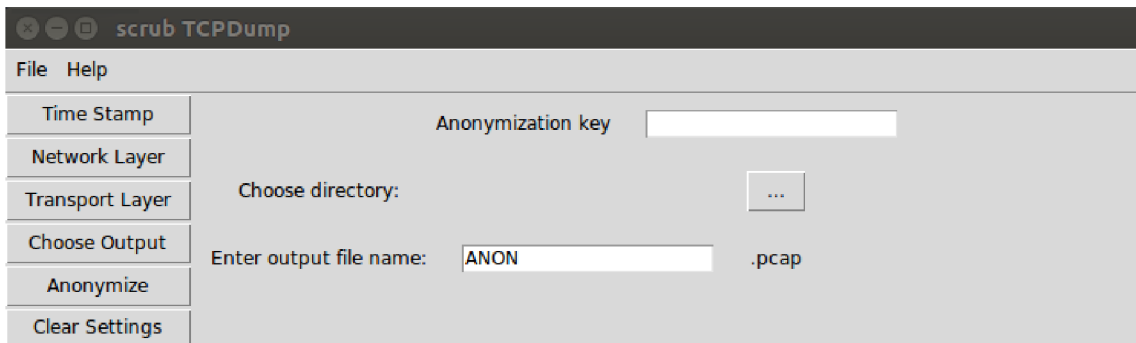 scrub TCPDump
File Help
Time Stamp
Network Layer
Transport Layer
Choose Output
Anonymize
Clear Settings
Anonymization key
Choose directory:
...
Enter output file name:
ANON
.pcap